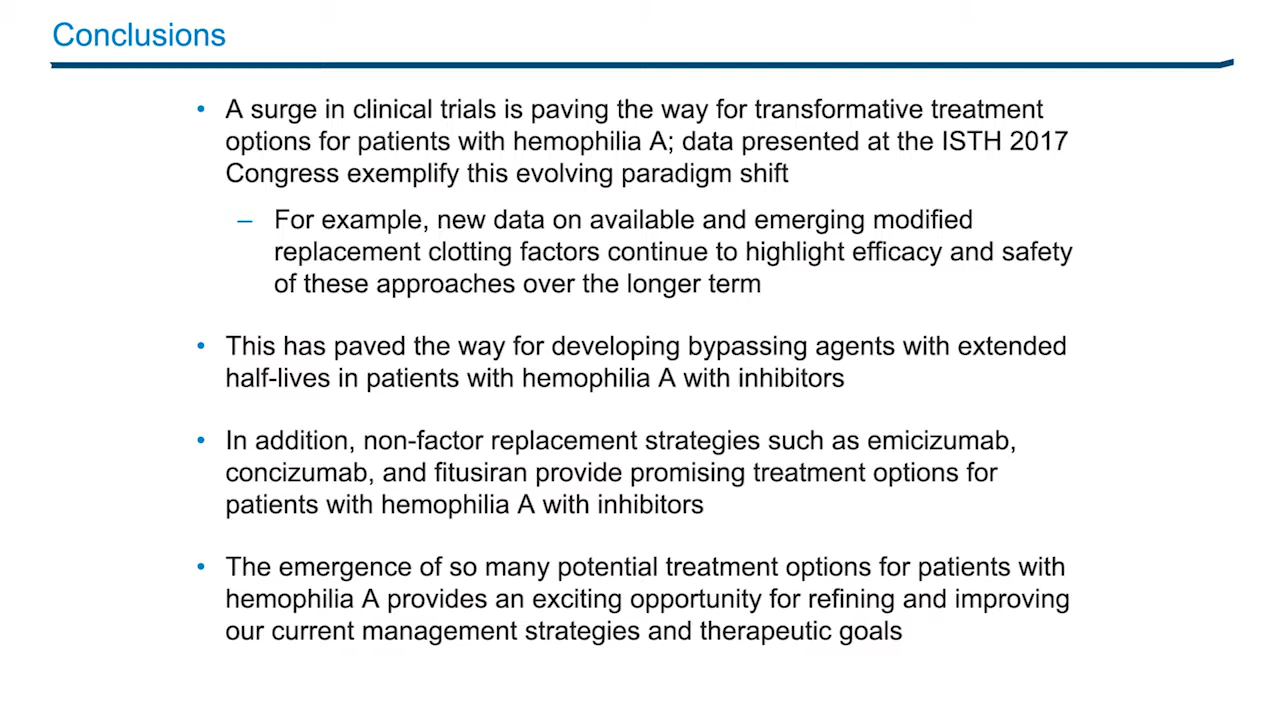 Conclusions
• A surge in clinical trials is paving the way for transformative treatment
options for patients with hemophilia A; data presented at the ISTH 2017
Congress exemplify this evolving paradigm shift
– For example, new data on available and emerging modified
replacement clotting factors continue to highlight efficacy and safety
of these approaches over the longer term
• This has paved the way for developing bypassing agents with extended
half-lives in patients with hemophilia A with inhibitors
• In addition, non-factor replacement strategies such as emicizumab,
concizumab, and fitusiran provide promising treatment options for
patients with hemophilia A with inhibitors
• The emergence of so many potential treatment options for patients with
hemophilia A provides an exciting opportunity for refining and improving
our current management strategies and therapeutic goals